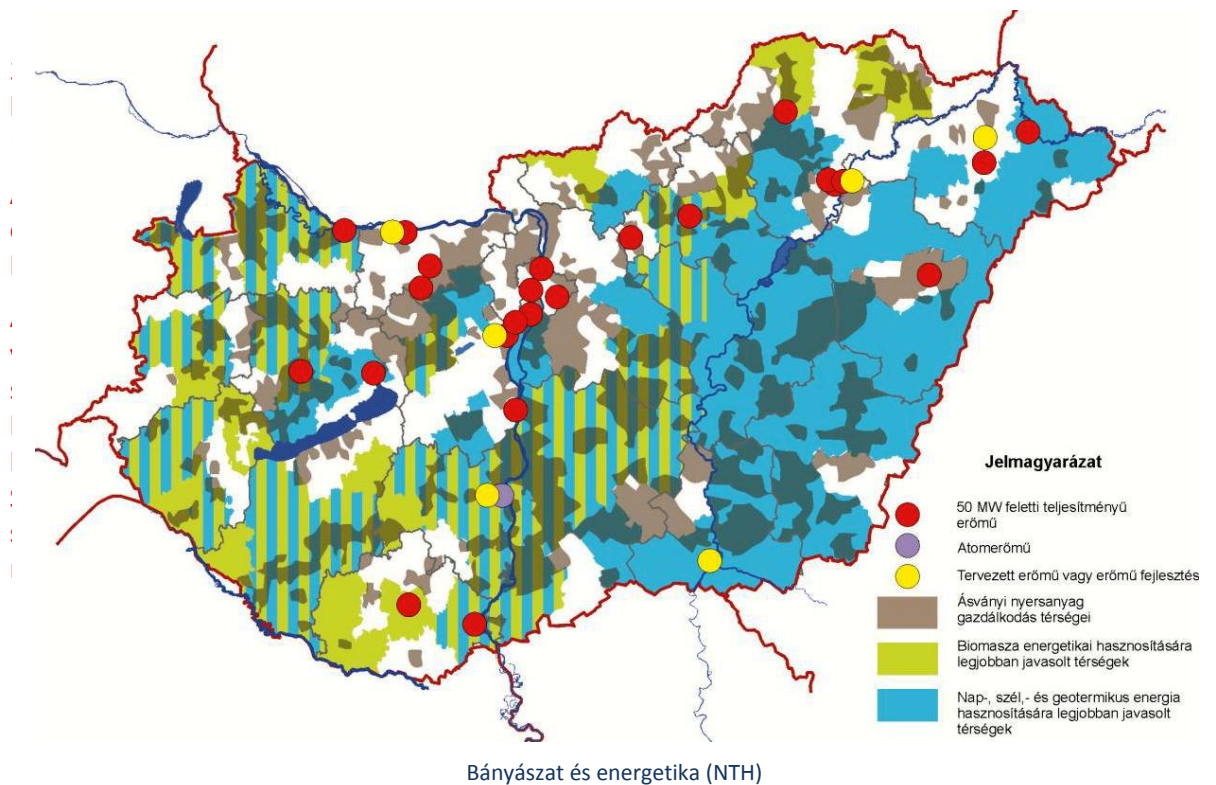 Jelmagyarázat
50 MW feletti teljesítményű
erőmű
Atomerőmű
Tervezett erőmű vagy erőmű fejlesztés
Ásványi nyersanyag
gazdálkodás térségei
Biomasza energetikai hasznosítására
legjobban javasolt térségek
Nap-, szél,- és geotermikus energia
hasznosítására legjobban javasolt
térségek
Bányászat és energetika (NTH)